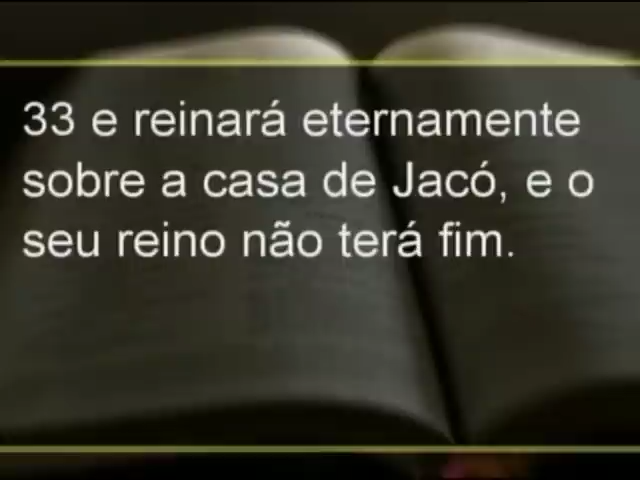 33 e reinará eternamente
sobre a casa de Jacó, e o
seu reino não terá fim.